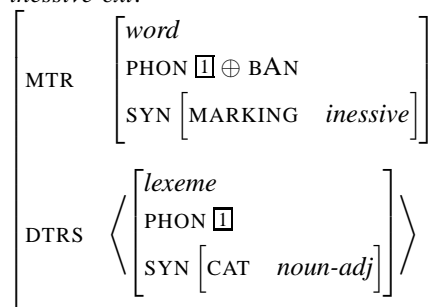 inessive-cxt:
word
MTR PHON 1 ⊕ BAN
SYN [MARKING inessive]
lexeme
DTRS ⟨ PHON 1 ⟩
SYN [CAT noun-adj]